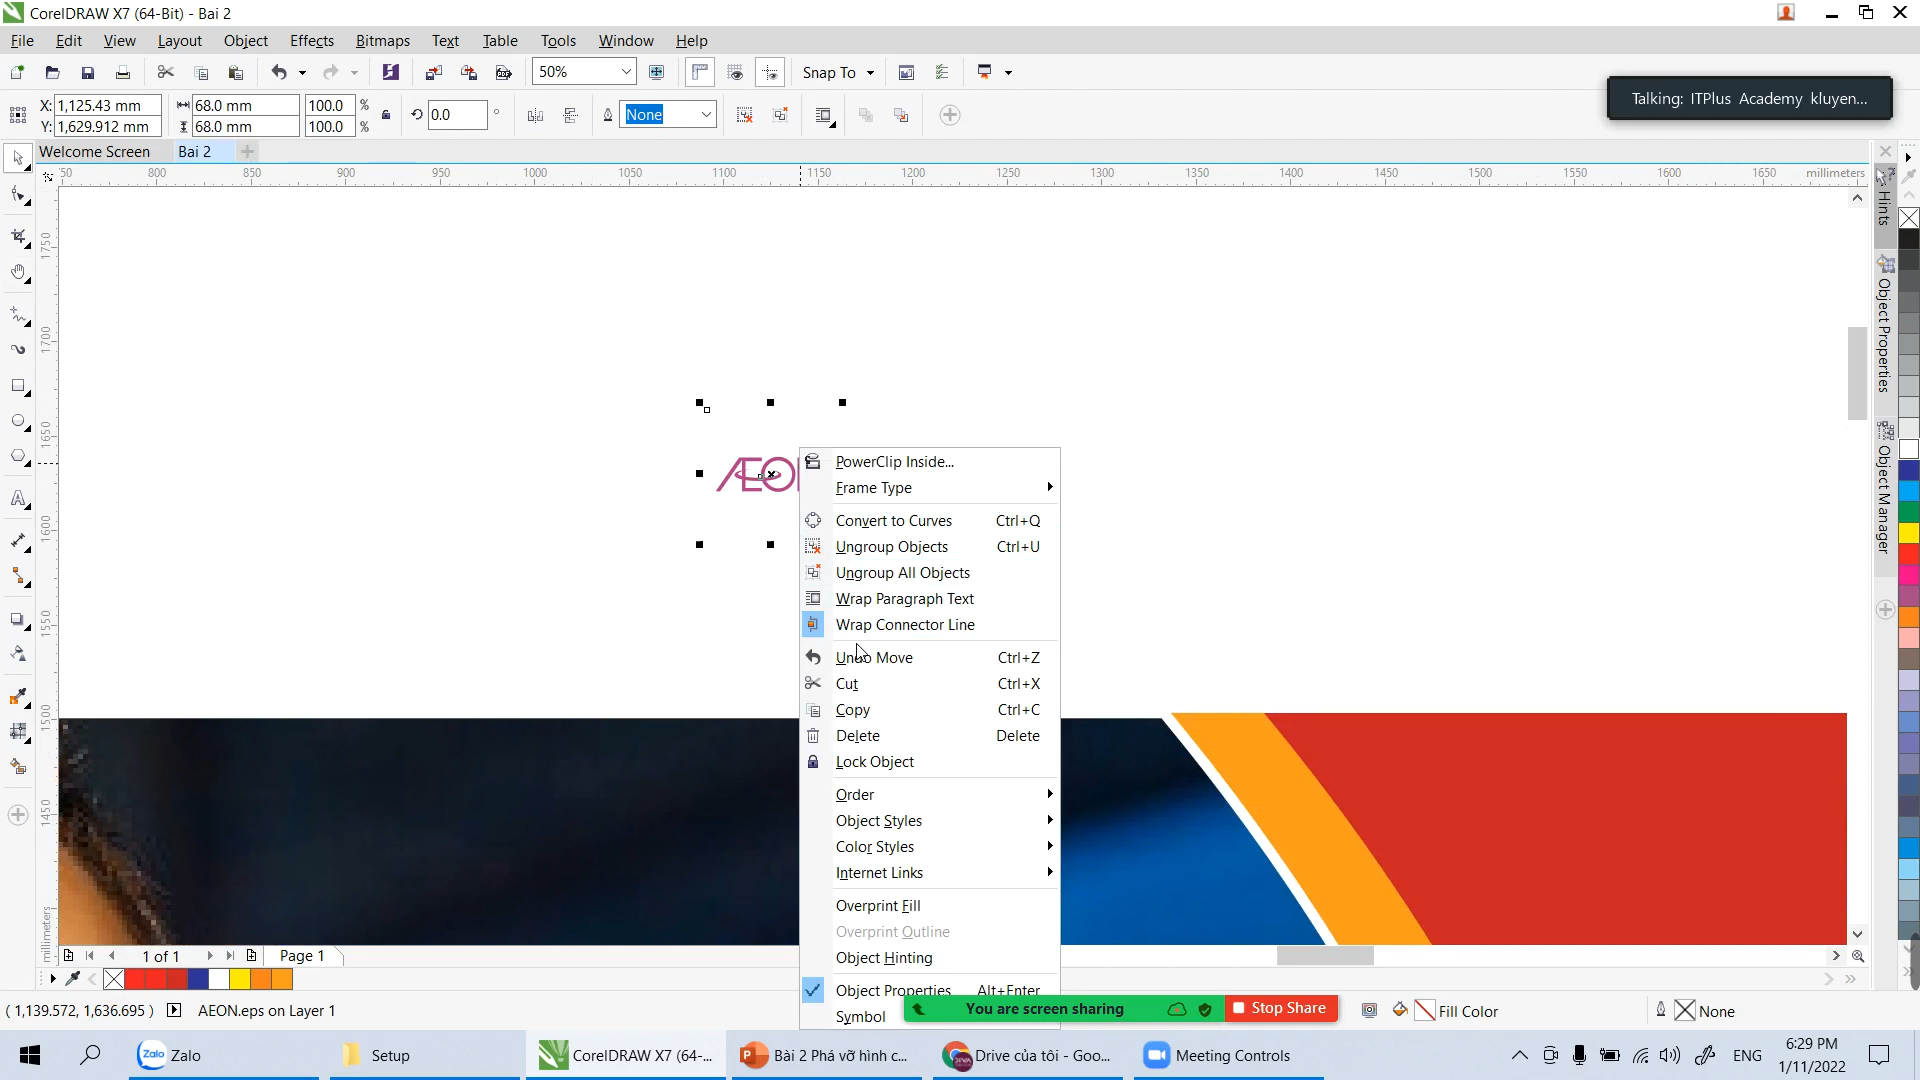 CorelDRAW X7 (64-Bit) - Bai 2
File Edit View Layout Object Effects Bitmaps Text Table Tools Window Help
50% Snap To
Talking: ITPlus Academy kluyen...
X: 1,125.43 mm 68.0 mm 100.0 % 0.0 ° None
Y: 1,629.912 mm 68.0 mm 100.0 %
Welcome Screen Bai 2
50 800 850 900 950 1000 1050 1100 1150 1200 1250 1300 1350 1400 1450 1500 1550 1600 1650 millimeters
1750
1700
1650
1600
1550
1500
1450
millimeters
Hints
Object Properties
Object Manager
PowerClip Inside...
Frame Type
Convert to Curves Ctrl+Q
Ungroup Objects Ctrl+U
Ungroup All Objects
Wrap Paragraph Text
Wrap Connector Line
Undo Move Ctrl+Z
Cut Ctrl+X
Copy Ctrl+C
Delete Delete
Lock Object
Order
Object Styles
Color Styles
Internet Links
Overprint Fill
Overprint Outline
Object Hinting
Object Properties Alt+Enter
Symbol
1 of 1 Page 1
(1,139.572, 1,636.695 ) AEON.eps on Layer 1
You are screen sharing Stop Share
Fill Color None
Zalo Zalo Setup CorelDRAW X7 (64-... Bài 2 Phá vỡ hình c... Drive của tôi - Goo... Meeting Controls
ENG 6:29 PM
1/11/2022